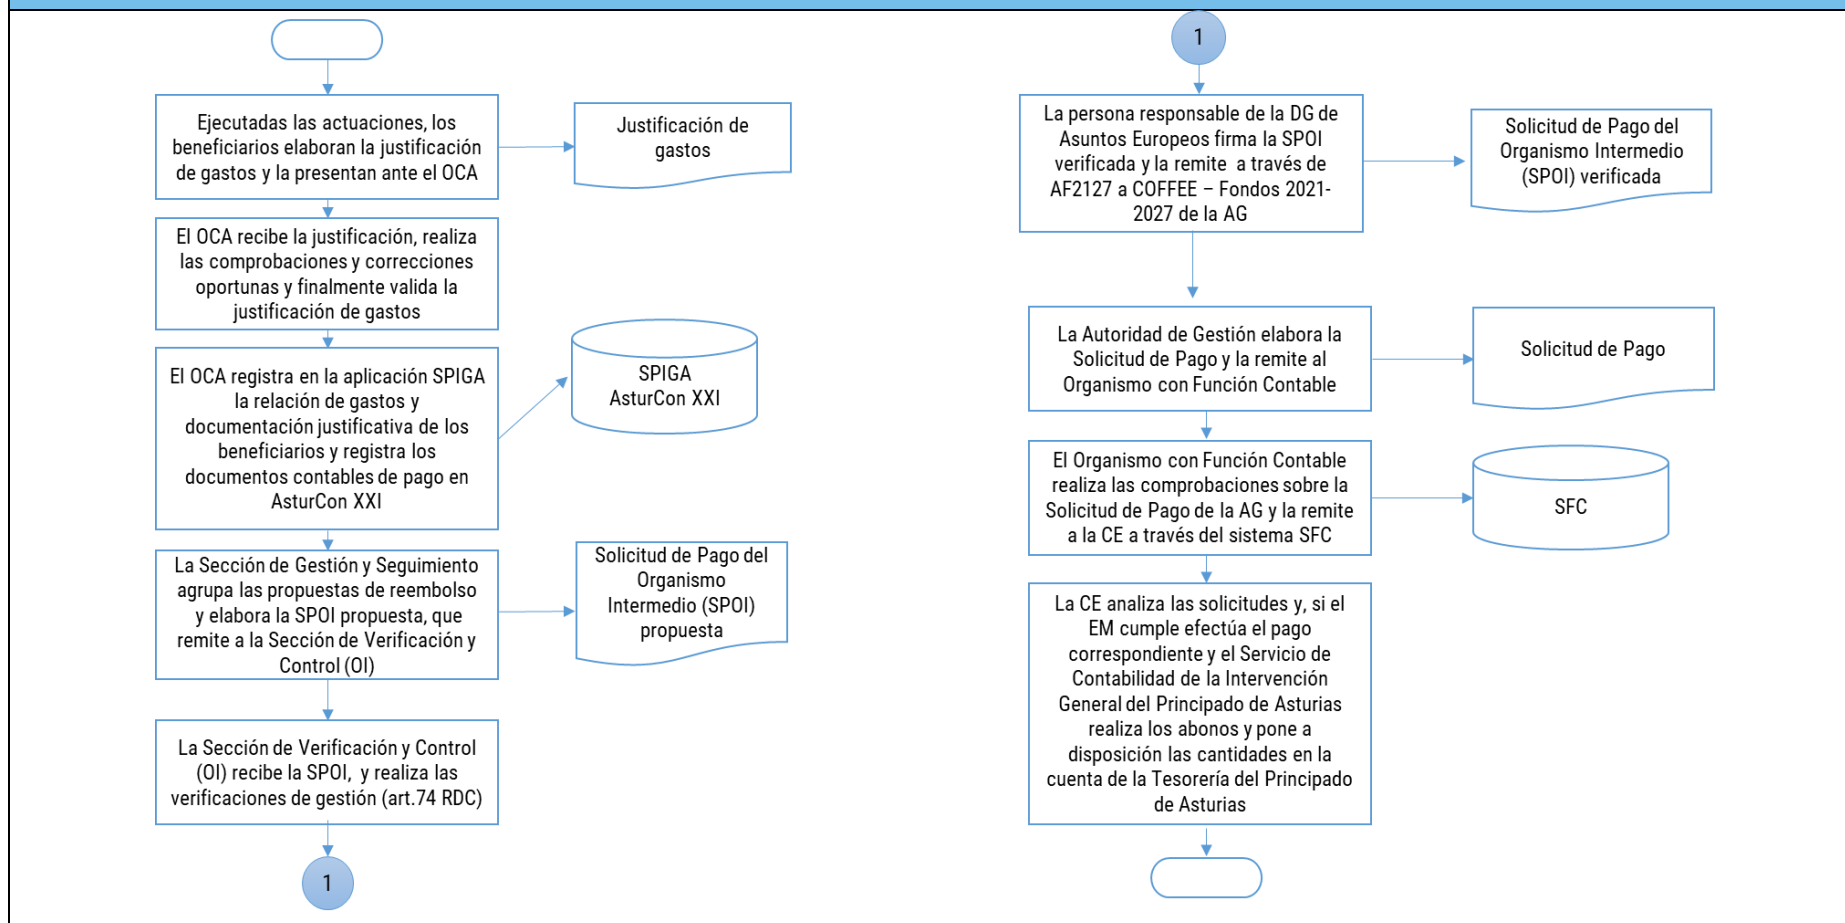 Ejecutadas las actuaciones, los
beneficiarios elaboran la justificación
de gastos y la presentan ante el OCA
Justificación de
gastos
El OCA recibe la justificación, realiza
las comprobaciones y correcciones
oportunas y finalmente valida la
justificación de gastos
El OCA registra en la aplicación SPIGA
la relación de gastos y
documentación justificativa de los
beneficiarios y registra los
documentos contables de pago en
AsturCon XXI
SPIGA
AsturCon XXI
La Sección de Gestión y Seguimiento
agrupa las propuestas de reembolso
y elabora la SPOI propuesta, que
remite a la Sección de Verificación y
Control (OI)
Solicitud de Pago del
Organismo
Intermedio (SPOI)
propuesta
La Sección de Verificación y Control
(OI) recibe la SPOI, y realiza las
verificaciones de gestión (art.74 RDC)
1
1
La persona responsable de la DG de
Asuntos Europeos firma la SPOI
verificada y la remite a través de
AF2127 a COFFEE – Fondos 2021-
2027 de la AG
Solicitud de Pago del
Organismo Intermedio
(SPOI) verificada
La Autoridad de Gestión elabora la
Solicitud de Pago y la remite al
Organismo con Función Contable
Solicitud de Pago
El Organismo con Función Contable
realiza las comprobaciones sobre la
Solicitud de Pago de la AG y la remite
a la CE a través del sistema SFC
SFC
La CE analiza las solicitudes y, si el
EM cumple efectúa el pago
correspondiente y el Servicio de
Contabilidad de la Intervención
General del Principado de Asturias
realiza los abonos y pone a
disposición las cantidades en la
cuenta de la Tesorería del Principado
de Asturias